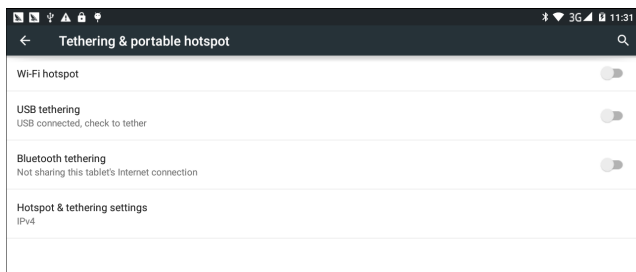 3G 11:31
Tethering & portable hotspot
Wi-Fi hotspot
USB tethering
USB connected, check to tether
Bluetooth tethering
Not sharing this tablet's Internet connection
Hotspot & tethering settings
IPv4